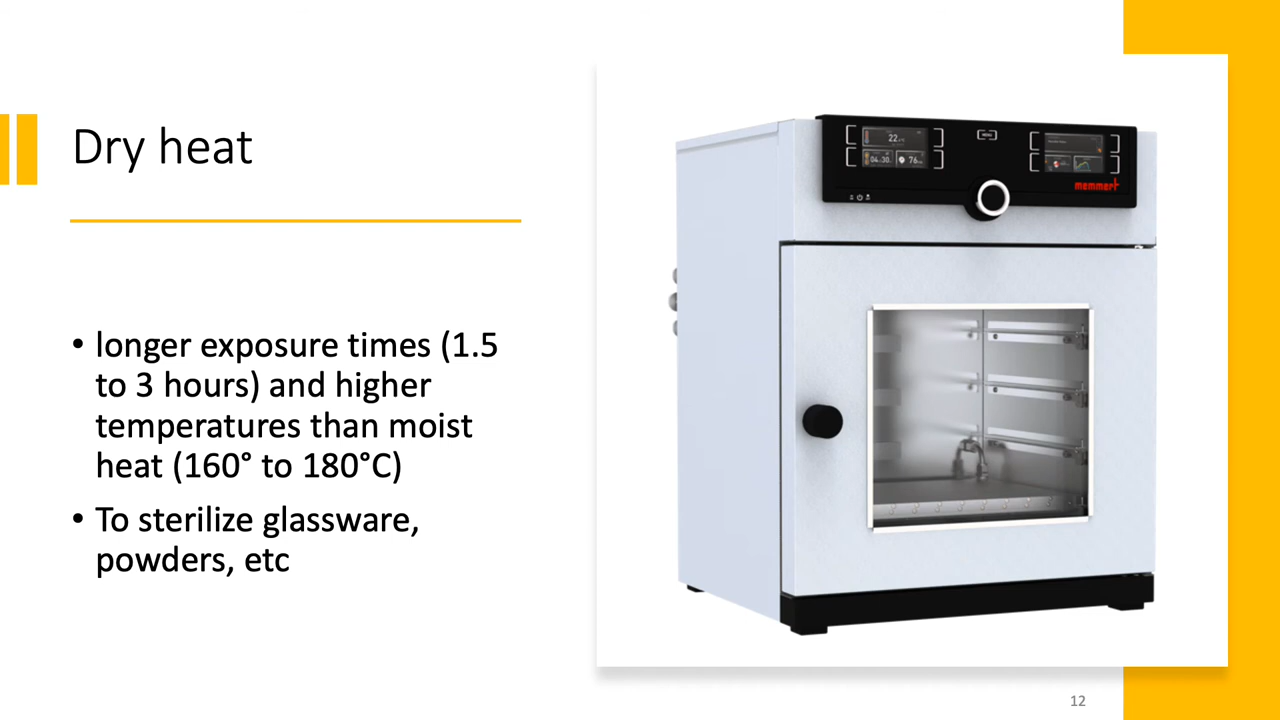 Dry heat
• longer exposure times (1.5
to 3 hours) and higher
temperatures than moist
heat (160° to 180°C)
• To sterilize glassware,
powders, etc
22.
04:30.
76
MENU
memmert
12